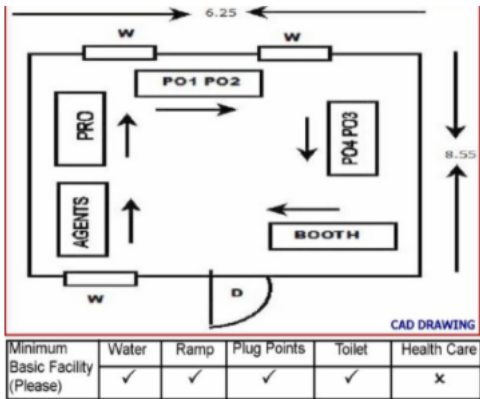 6.25
W W
PO1 PO2
PRO
PO4 PO3
8.55
AGENTS
BOOTH
W
D
CAD DRAWING
Minimum Basic Facility (Please) Water Ramp Plug Points Toilet Health Care
✓ ✓ ✓ ✓ x